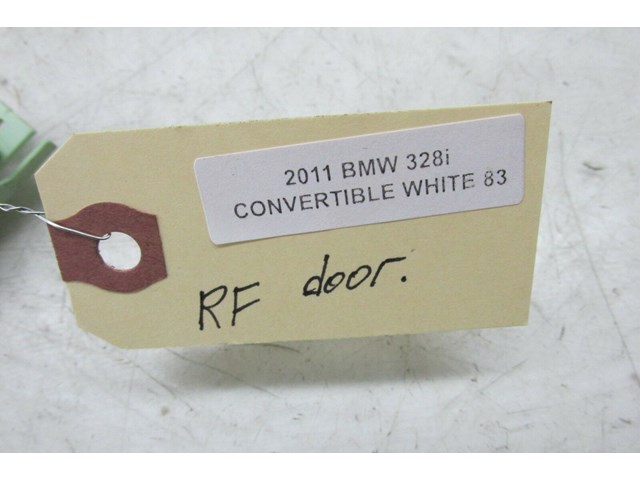 2011 BMW 328i
CONVERTIBLE WHITE 83
RF door.